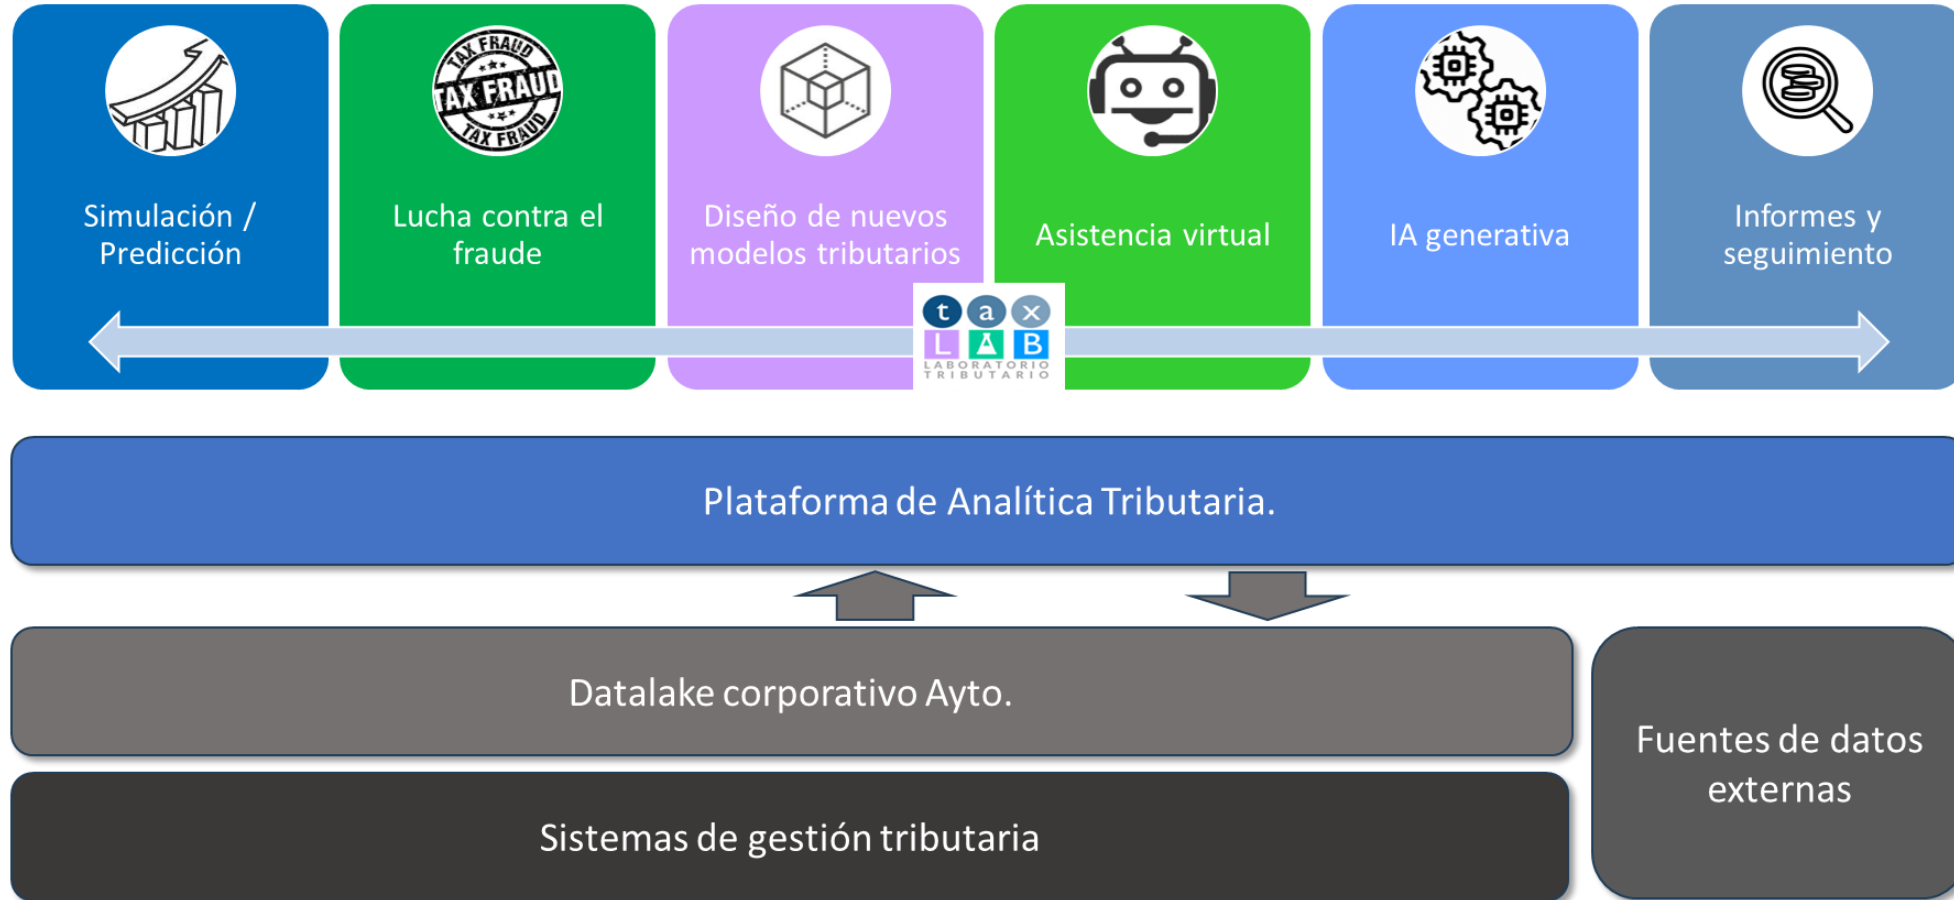 TAX FRAUD
TAX FRAUD
TAX FRAUD
Simulación /
Predicción
Lucha contra el
fraude
Diseño de nuevos
modelos tributarios
Asistencia virtual
IA generativa
Informes y
seguimiento
tax
LAB
LABORATORIO
TRIBUTARIO
Plataforma de Analítica Tributaria.
Datalake corporativo Ayto.
Fuentes de datos
externas
Sistemas de gestión tributaria